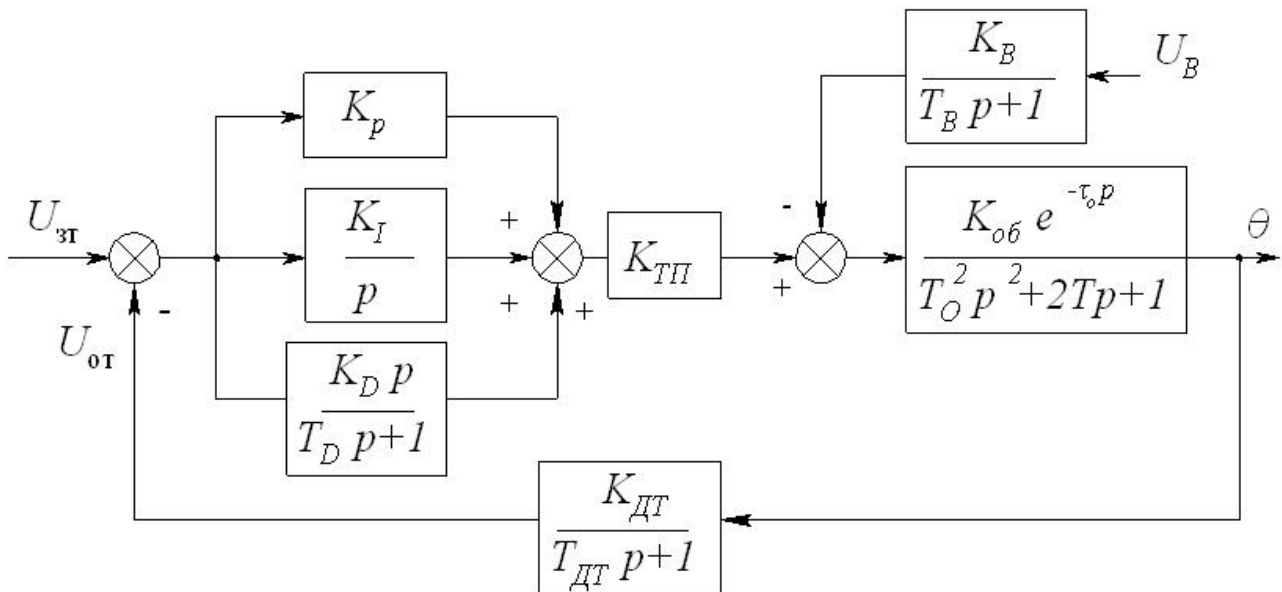 K_B
T_B p+1
U_B
K_p
U_зт
K_I
p
+
+
+
K_ТП
-
+
K_об e^-τ_o p
T_O^2 p^2+2Tp+1
θ
-
U_от
K_D p
T_D p+1
K_ДТ
T_ДТ p+1